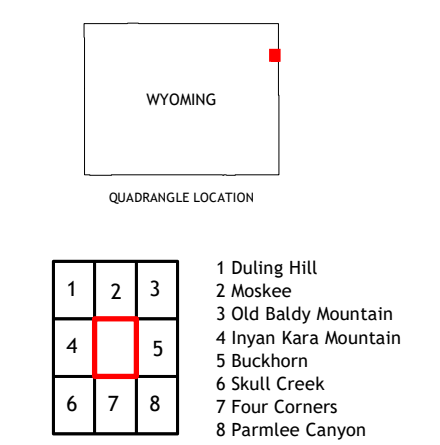 WYOMING
QUADRANGLE LOCATION
1 2 3
4 5
6 7 8
1 Duling Hill
2 Moskee
3 Old Baldy Mountain
4 Inyan Kara Mountain
5 Buckhorn
6 Skull Creek
7 Four Corners
8 Parmlee Canyon